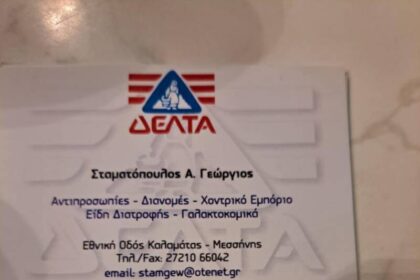 ΔΕΛΤΑ
Σταματόπουλος Α. Γεώργιος
Αντιπροσωπίες - Διανομές - Χοντρικό Εμπόριο
Είδη Διατροφής - Γαλακτοκομικά
Εθνική Οδός Καλαμάτας - Μεσσήνης
Τηλ./Fax: 27210 66042
email: stamgew@otenet.gr